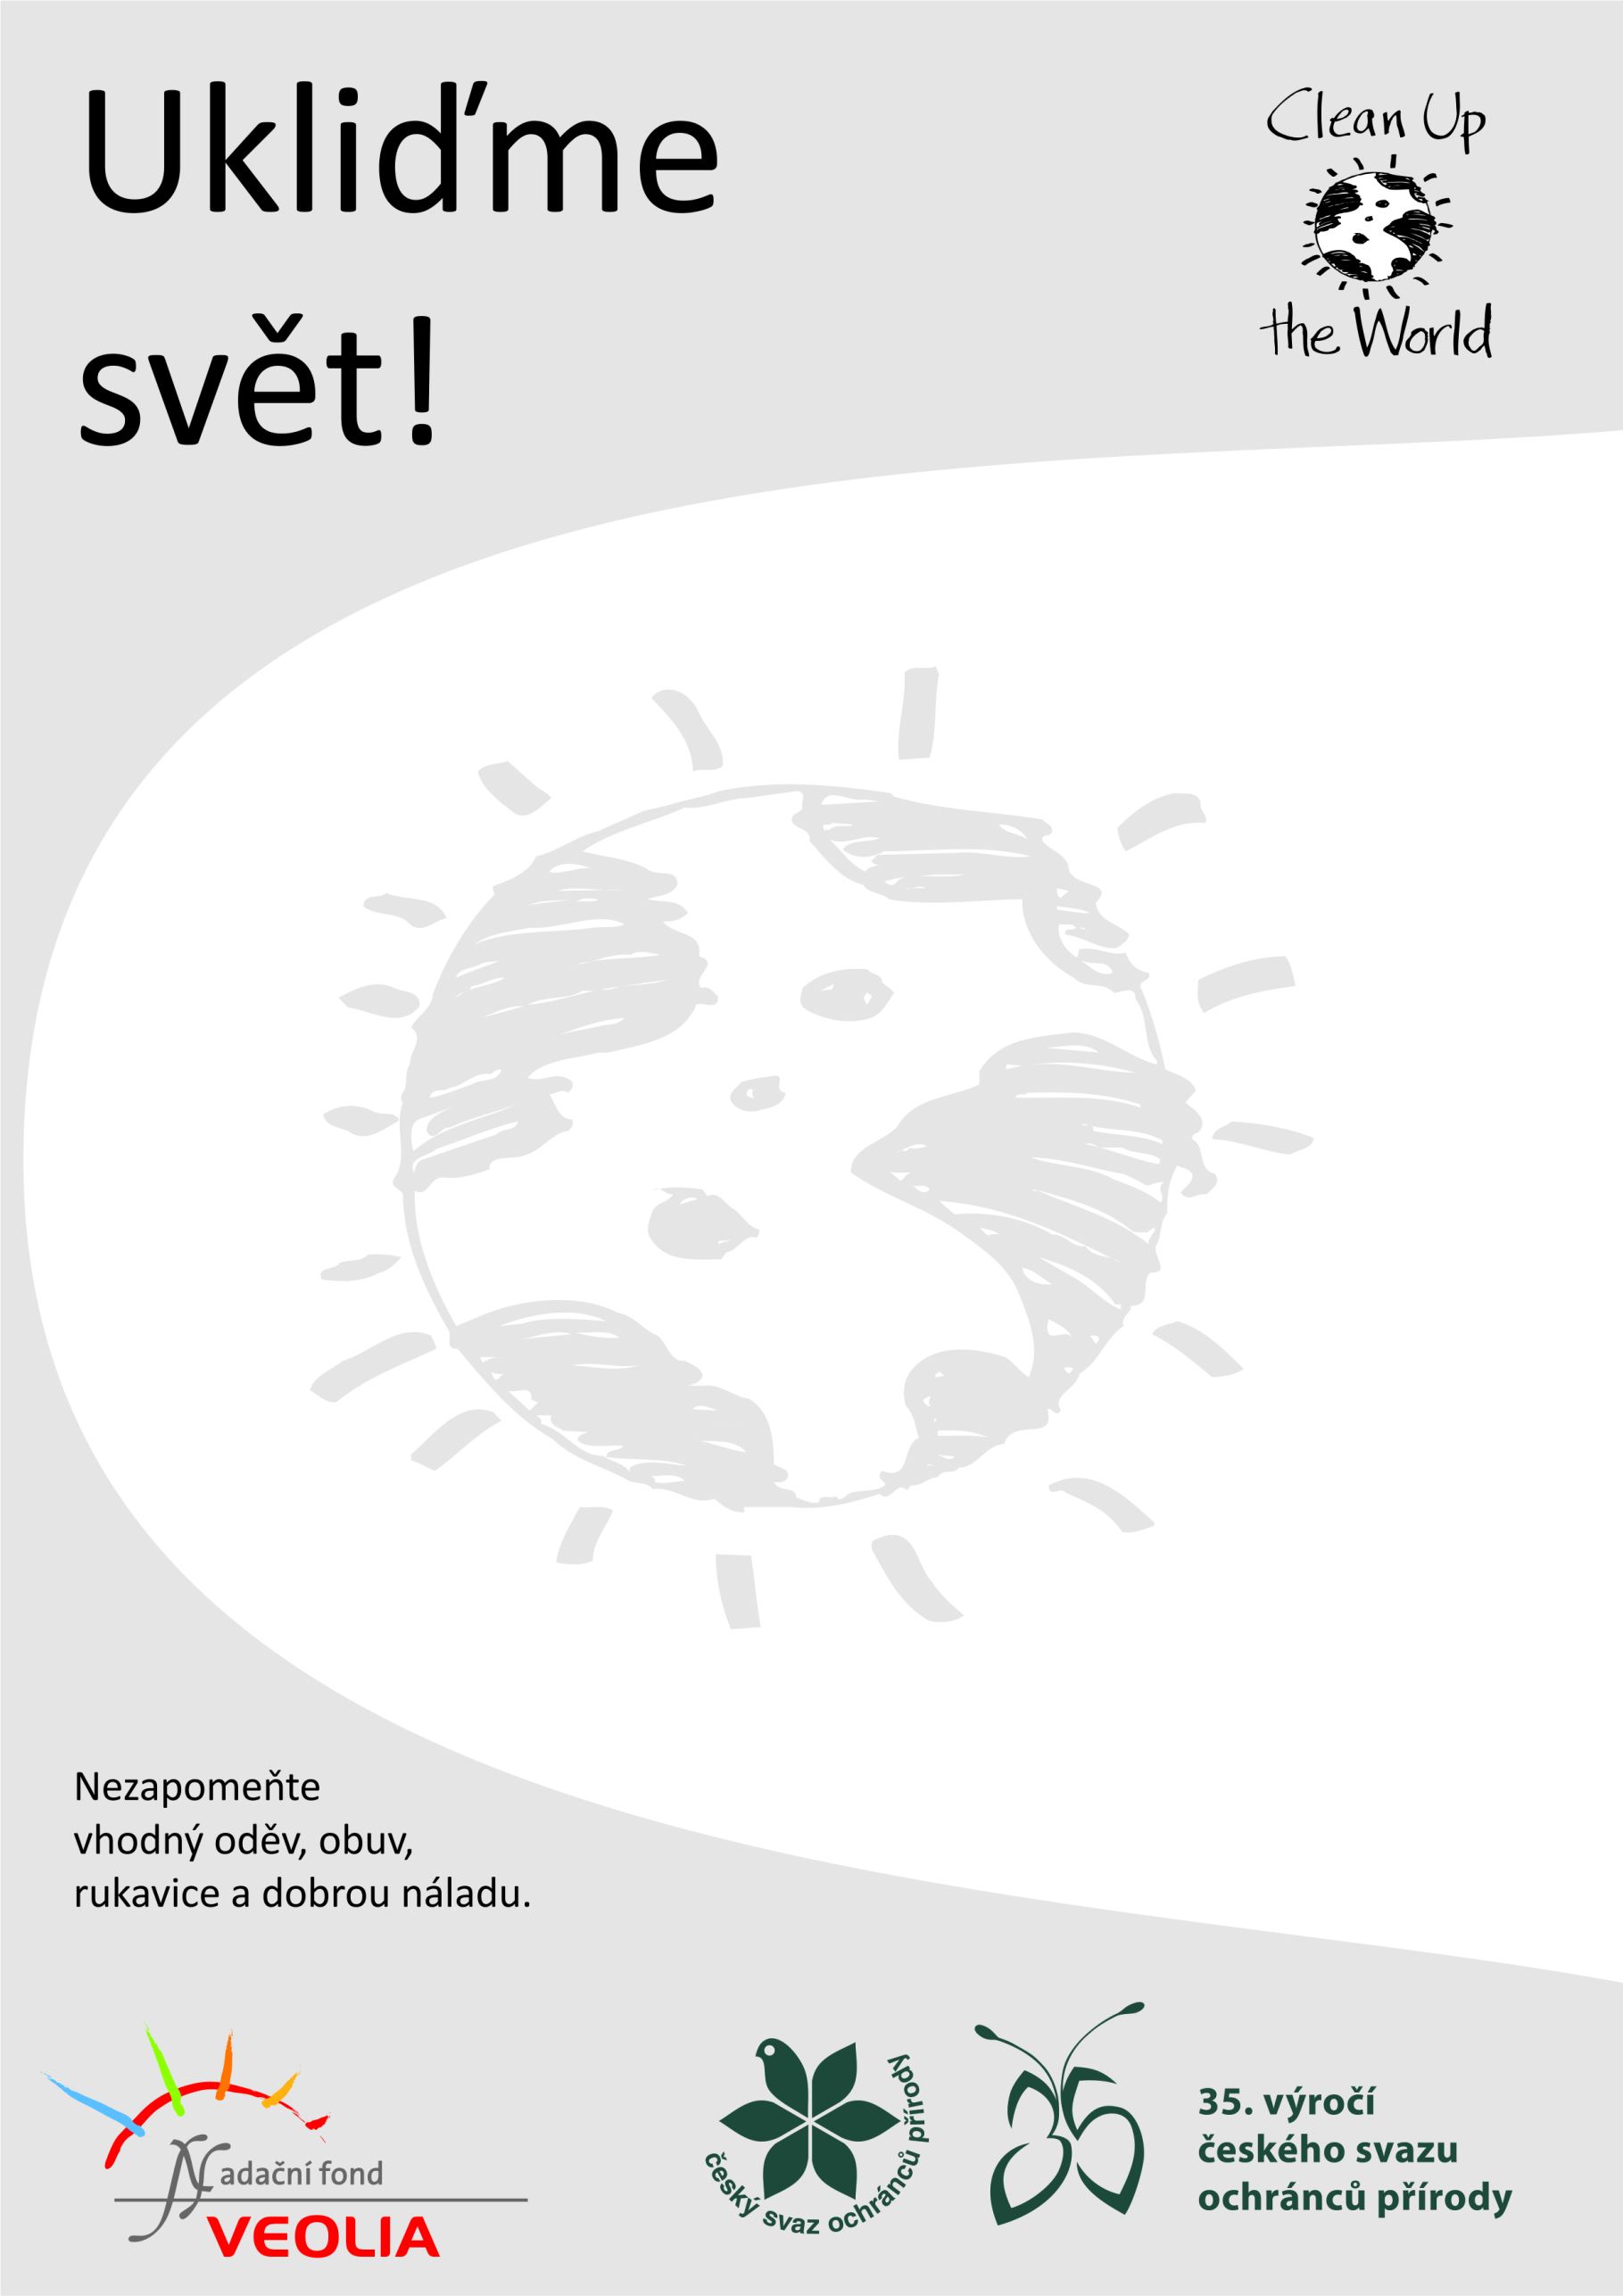 Ukliďme
svět!
Clean Up
the World
Nezapomeňte
vhodný oděv, obuv,
rukavice a dobrou náladu.
Nadační fond
VEOLIA
český svaz ochránců přírody
35
35. výročí
českého svazu
ochránců přírody